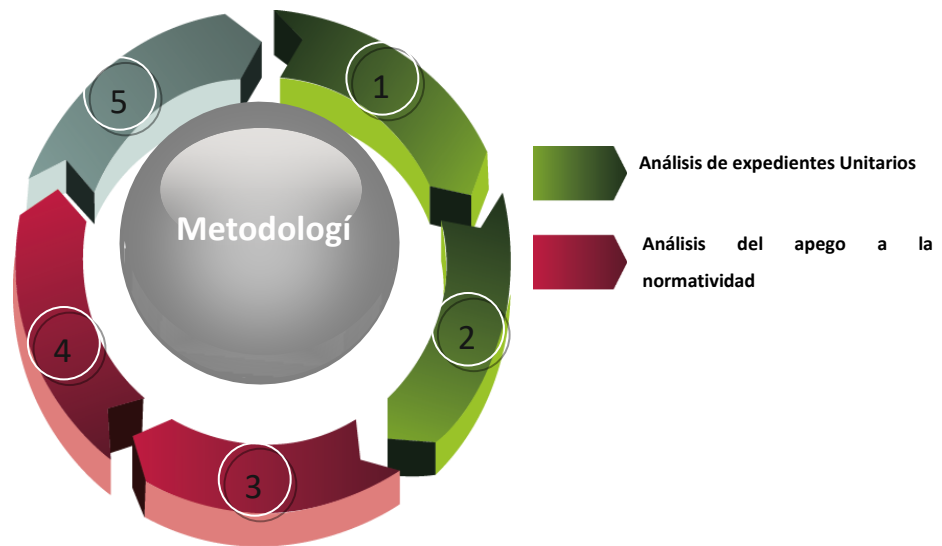 1
5
Análisis de expedientes Unitarios
Metodologí
Análisis del apego a la
normatividad
2
4
3